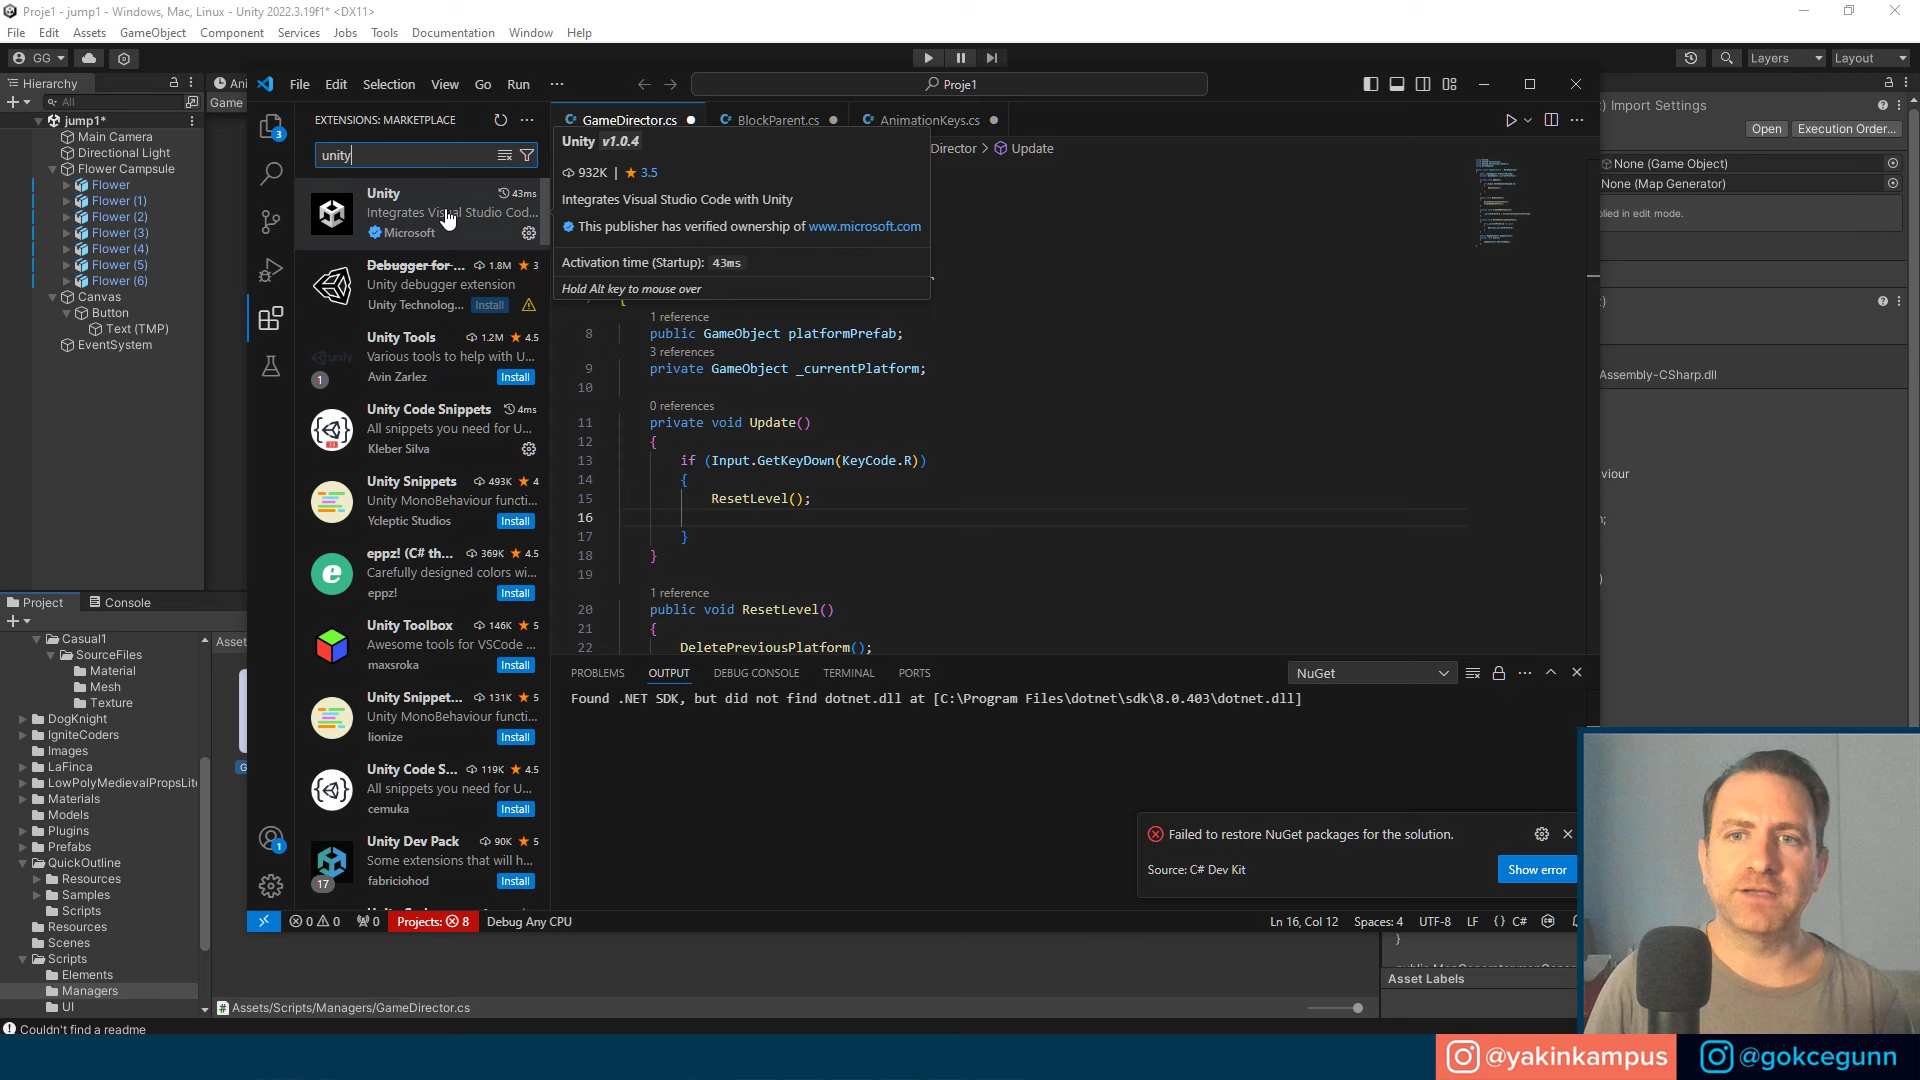 Proje1 - jump1 - Windows, Mac, Linux - Unity 2022.3.19f1* <DX11>
File Edit Assets GameObject Component Services Jobs Tools Documentation Window Help
GG
Layers Layout
Hierarchy
All
jump1*
Main Camera
Directional Light
Flower Campsule
Flower
Flower (1)
Flower (2)
Flower (3)
Flower (4)
Flower (5)
Flower (6)
Canvas
Button
Text (TMP)
EventSystem
Ani
Game
File Edit Selection View Go Run ···
Proje1
EXTENSIONS: MARKETPLACE
unity
3
Unity 43ms
Integrates Visual Studio Cod...
Microsoft
Debugger for ... 1.8M 3
Unity debugger extension
Unity Technolog... Install
Unity Tools 1.2M 4.5
Various tools to help with U...
Avin Zarlez Install
1
Unity Code Snippets 4ms
All snippets you need for U...
Kleber Silva
Unity Snippets 493K 4
Unity MonoBehaviour functi...
Ycleptic Studios Install
eppz! (C# th... 369K 4.5
Carefully designed colors wi...
eppz! Install
Unity Toolbox 146K 5
Awesome tools for VSCode ...
maxsroka Install
Unity Snippet... 131K 5
Unity MonoBehaviour functi...
lionize Install
Unity Code S... 119K 4.5
All snippets you need for U...
cemuka Install
Unity Dev Pack 90K 5
Some extensions that will h...
fabriciohod Install
17
1
GameDirector.cs BlockParent.cs AnimationKeys.cs
Director > Update
Unity v1.0.4
932K | 3.5
Integrates Visual Studio Code with Unity
This publisher has verified ownership of www.microsoft.com
Activation time (Startup): 43ms
Hold Alt key to mouse over
{
1 reference
8 public GameObject platformPrefab;
3 references
9 private GameObject _currentPlatform;
10
0 references
11 private void Update()
12 {
13 if (Input.GetKeyDown(KeyCode.R))
14 {
15 ResetLevel();
16
17 }
18 }
19
1 reference
20 public void ResetLevel()
21 {
22 DeletePreviousPlatform();
PROBLEMS OUTPUT DEBUG CONSOLE TERMINAL PORTS
NuGet
Found .NET SDK, but did not find dotnet.dll at [C:\Program Files\dotnet\sdk\8.0.403\dotnet.dll]
Failed to restore NuGet packages for the solution.
Source: C# Dev Kit
Show error
0 0 0 Projects: 8 Debug Any CPU
Ln 16, Col 12 Spaces: 4 UTF-8 LF {} C#
) Import Settings
Open Execution Order...
None (Game Object)
None (Map Generator)
plied in edit mode.
Assembly-CSharp.dll
}
Asset Labels
Project Console
Assets
Casual1
SourceFiles
Material
Mesh
Texture
DogKnight
IgniteCoders
Images
LaFinca
LowPolyMedievalPropsLite
Materials
Models
Plugins
Prefabs
QuickOutline
Resources
Samples
Scripts
Resources
Scenes
Scripts
Elements
Managers
UI
Assets/Scripts/Managers/GameDirector.cs
Couldn't find a readme
@yakinkampus
@gokcegunn